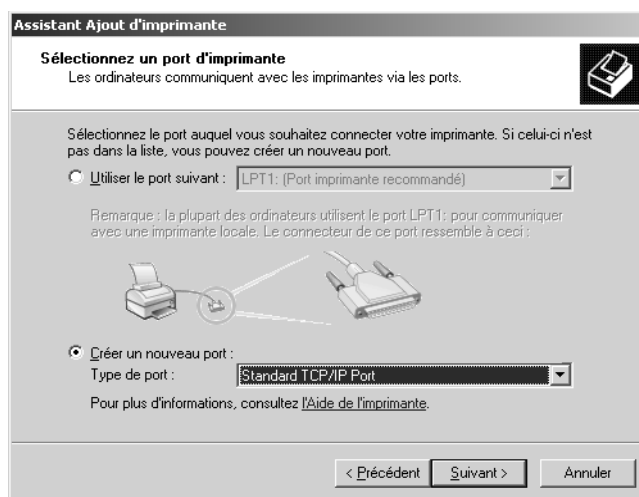 Assistant Ajout d'imprimante
Sélectionnez un port d'imprimante
Les ordinateurs communiquent avec les imprimantes via les ports.
Sélectionnez le port auquel vous souhaitez connecter votre imprimante. Si celui-ci n'est
pas dans la liste, vous pouvez créer un nouveau port.
Utiliser le port suivant : LPT1: (Port imprimante recommandé)
Remarque : la plupart des ordinateurs utilisent le port LPT1: pour communiquer
avec une imprimante locale. Le connecteur de ce port ressemble à ceci :
Créer un nouveau port :
Type de port : Standard TCP/IP Port
Pour plus d'informations, consultez l'Aide de l'imprimante.
< Précédent Suivant > Annuler